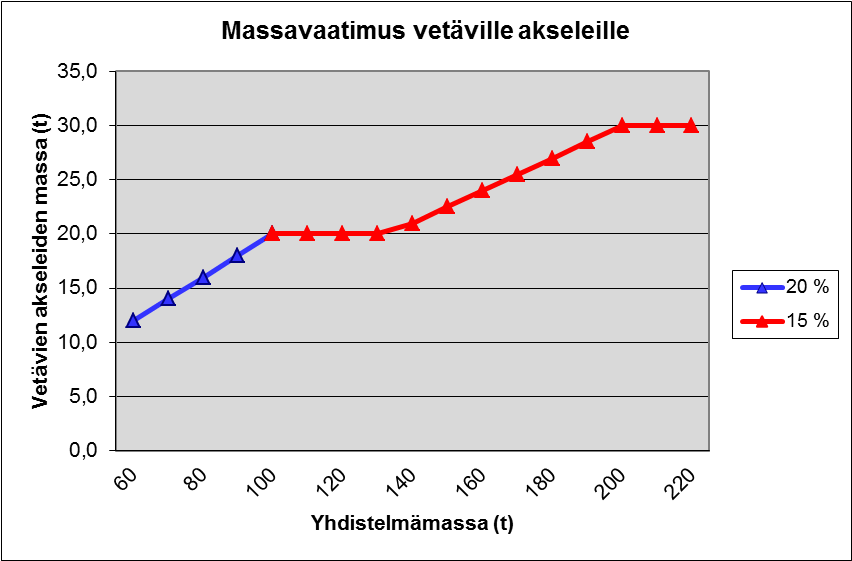 Massavaatimus vetäville akseleille
Vetävien akseleiden massa (t)
35,0
30,0
25,0
20,0
15,0
10,0
5,0
0,0
60 80 100 120 140 160 180 200 220
Yhdistelmämassa (t)
20 %
15 %